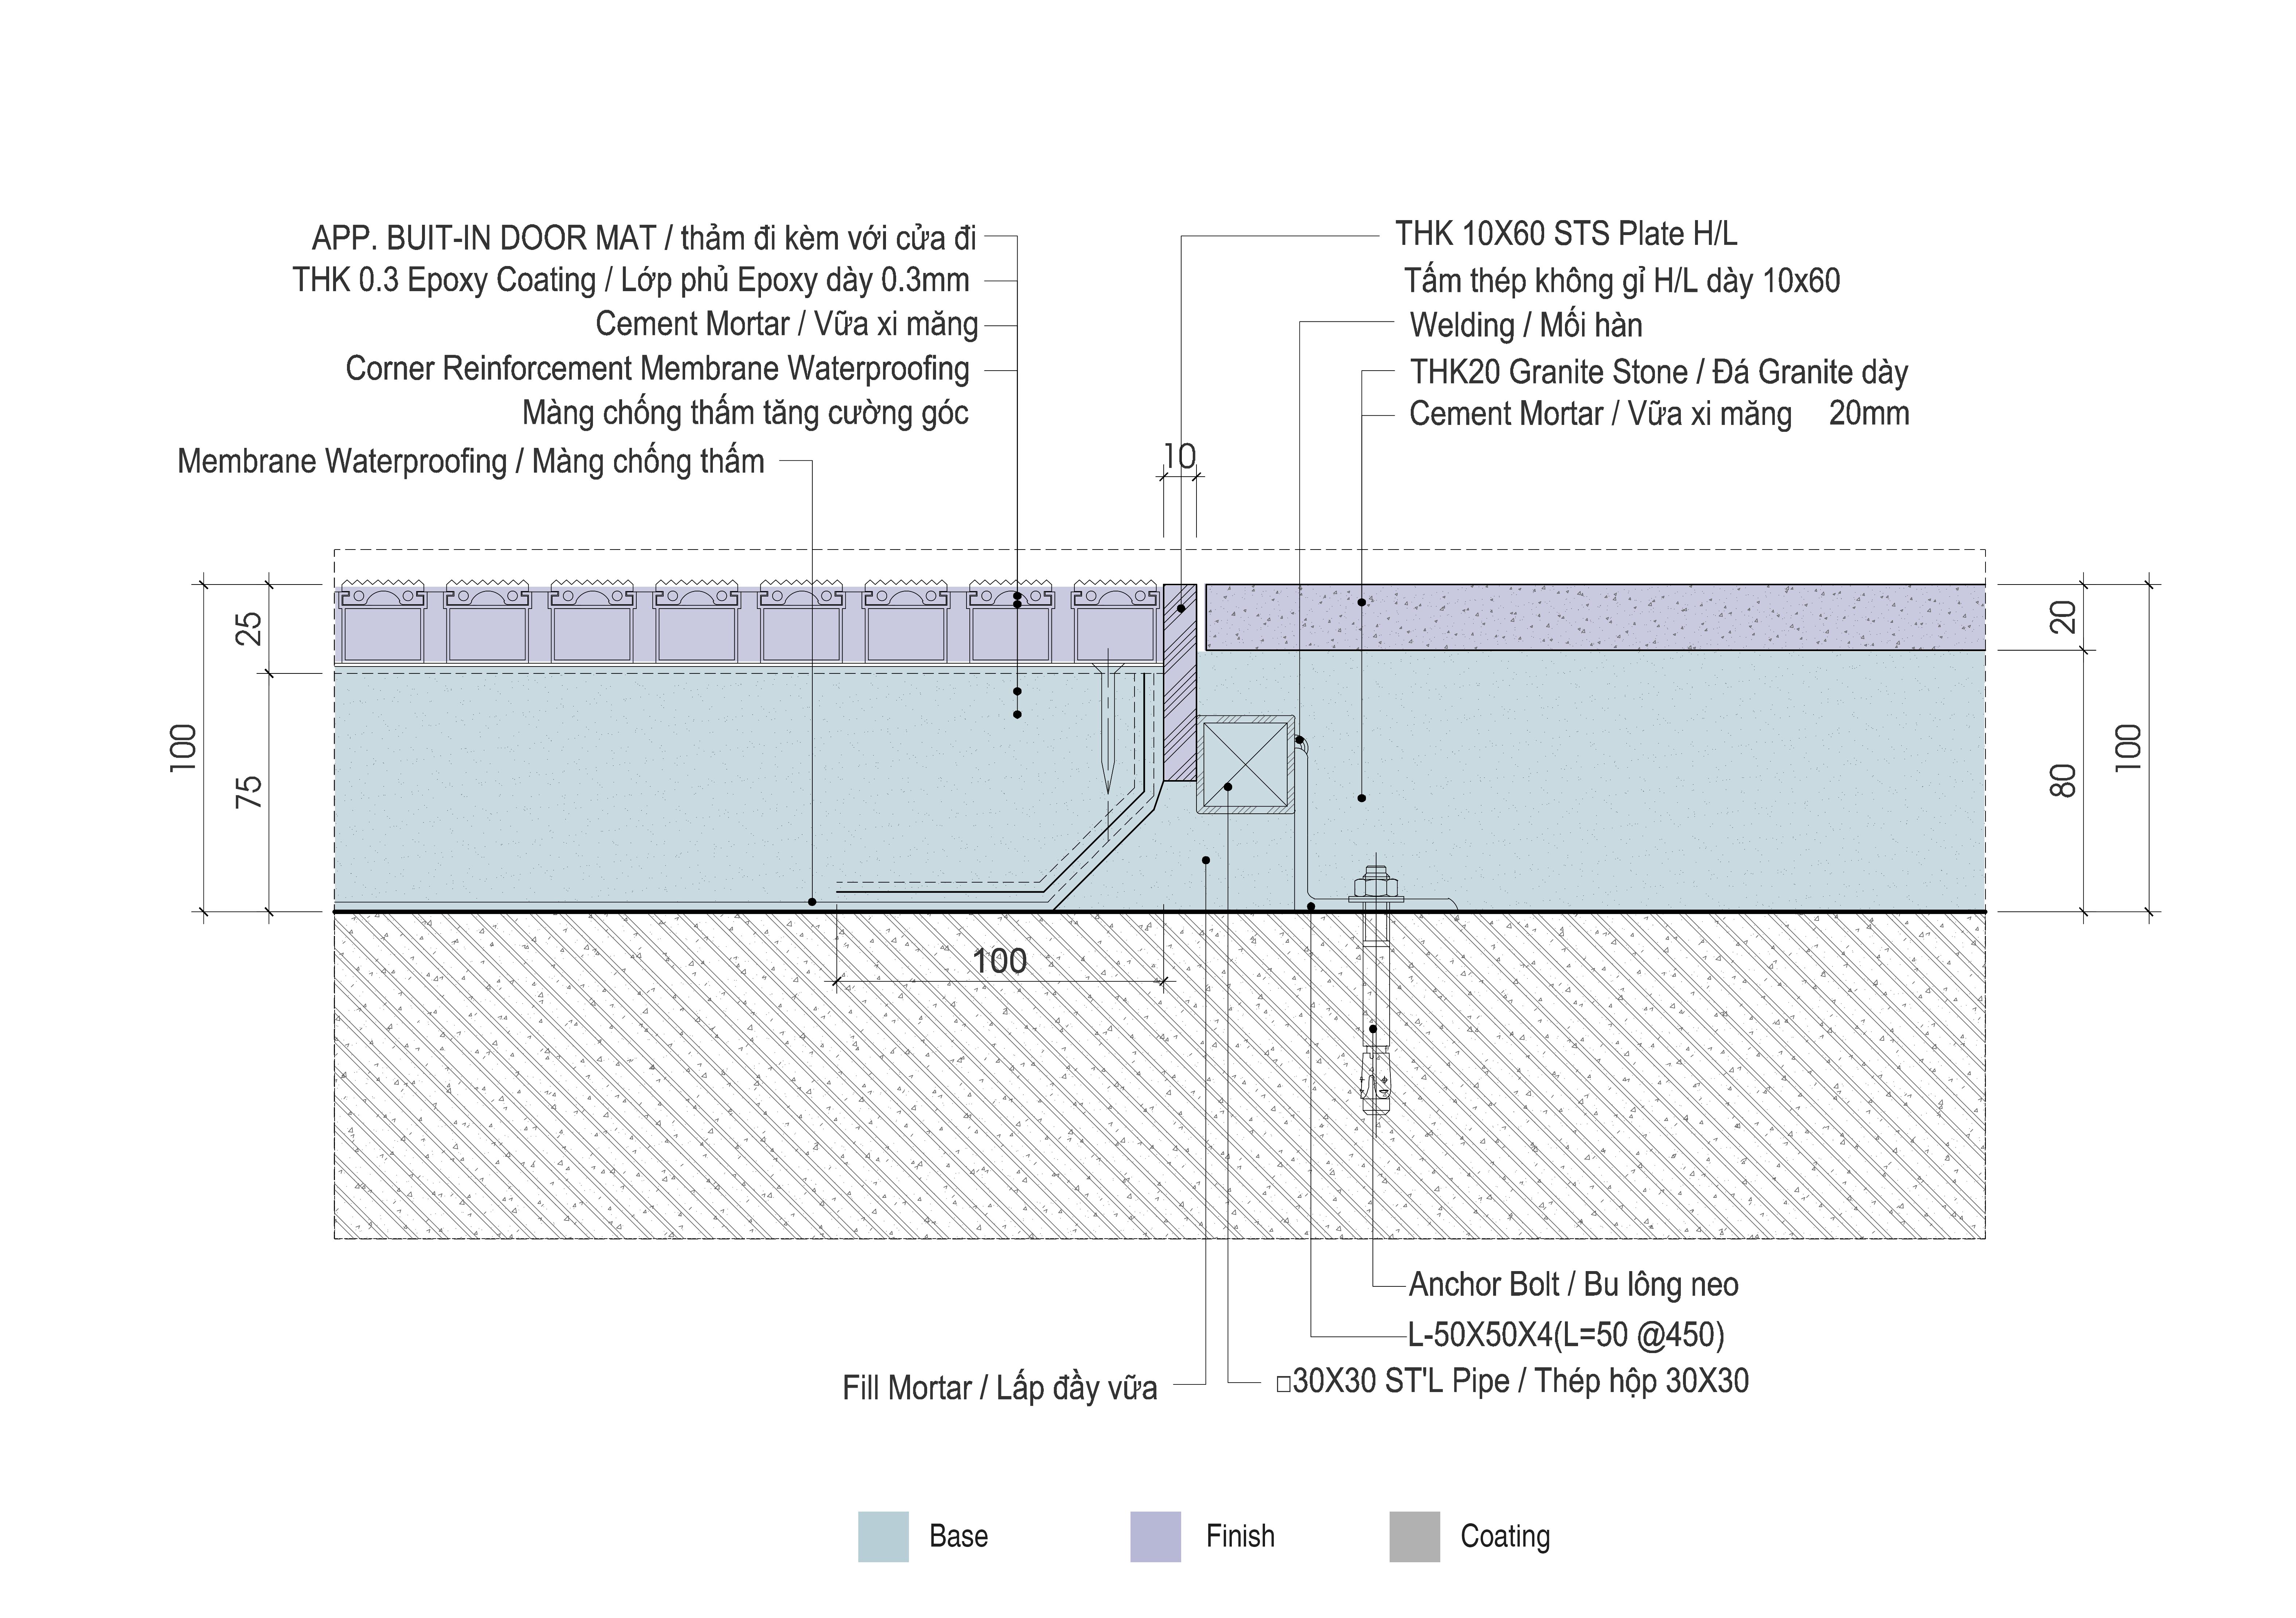 APP. BUIT-IN DOOR MAT / thảm đi kèm với cửa đi
THK 0.3 Epoxy Coating / Lớp phủ Epoxy dày 0.3mm
Cement Mortar / Vữa xi măng
Corner Reinforcement Membrane Waterproofing
Màng chống thấm tăng cường góc
Membrane Waterproofing / Màng chống thấm
THK 10X60 STS Plate H/L
Tấm thép không gỉ H/L dày 10x60
Welding / Mối hàn
THK20 Granite Stone / Đá Granite dày
Cement Mortar / Vữa xi măng 20mm
10
25
75
100
20
80
100
100
Anchor Bolt / Bu lông neo
L-50X50X4(L=50 @450)
□30X30 ST'L Pipe / Thép hộp 30X30
Fill Mortar / Lấp đầy vữa
Base
Finish
Coating